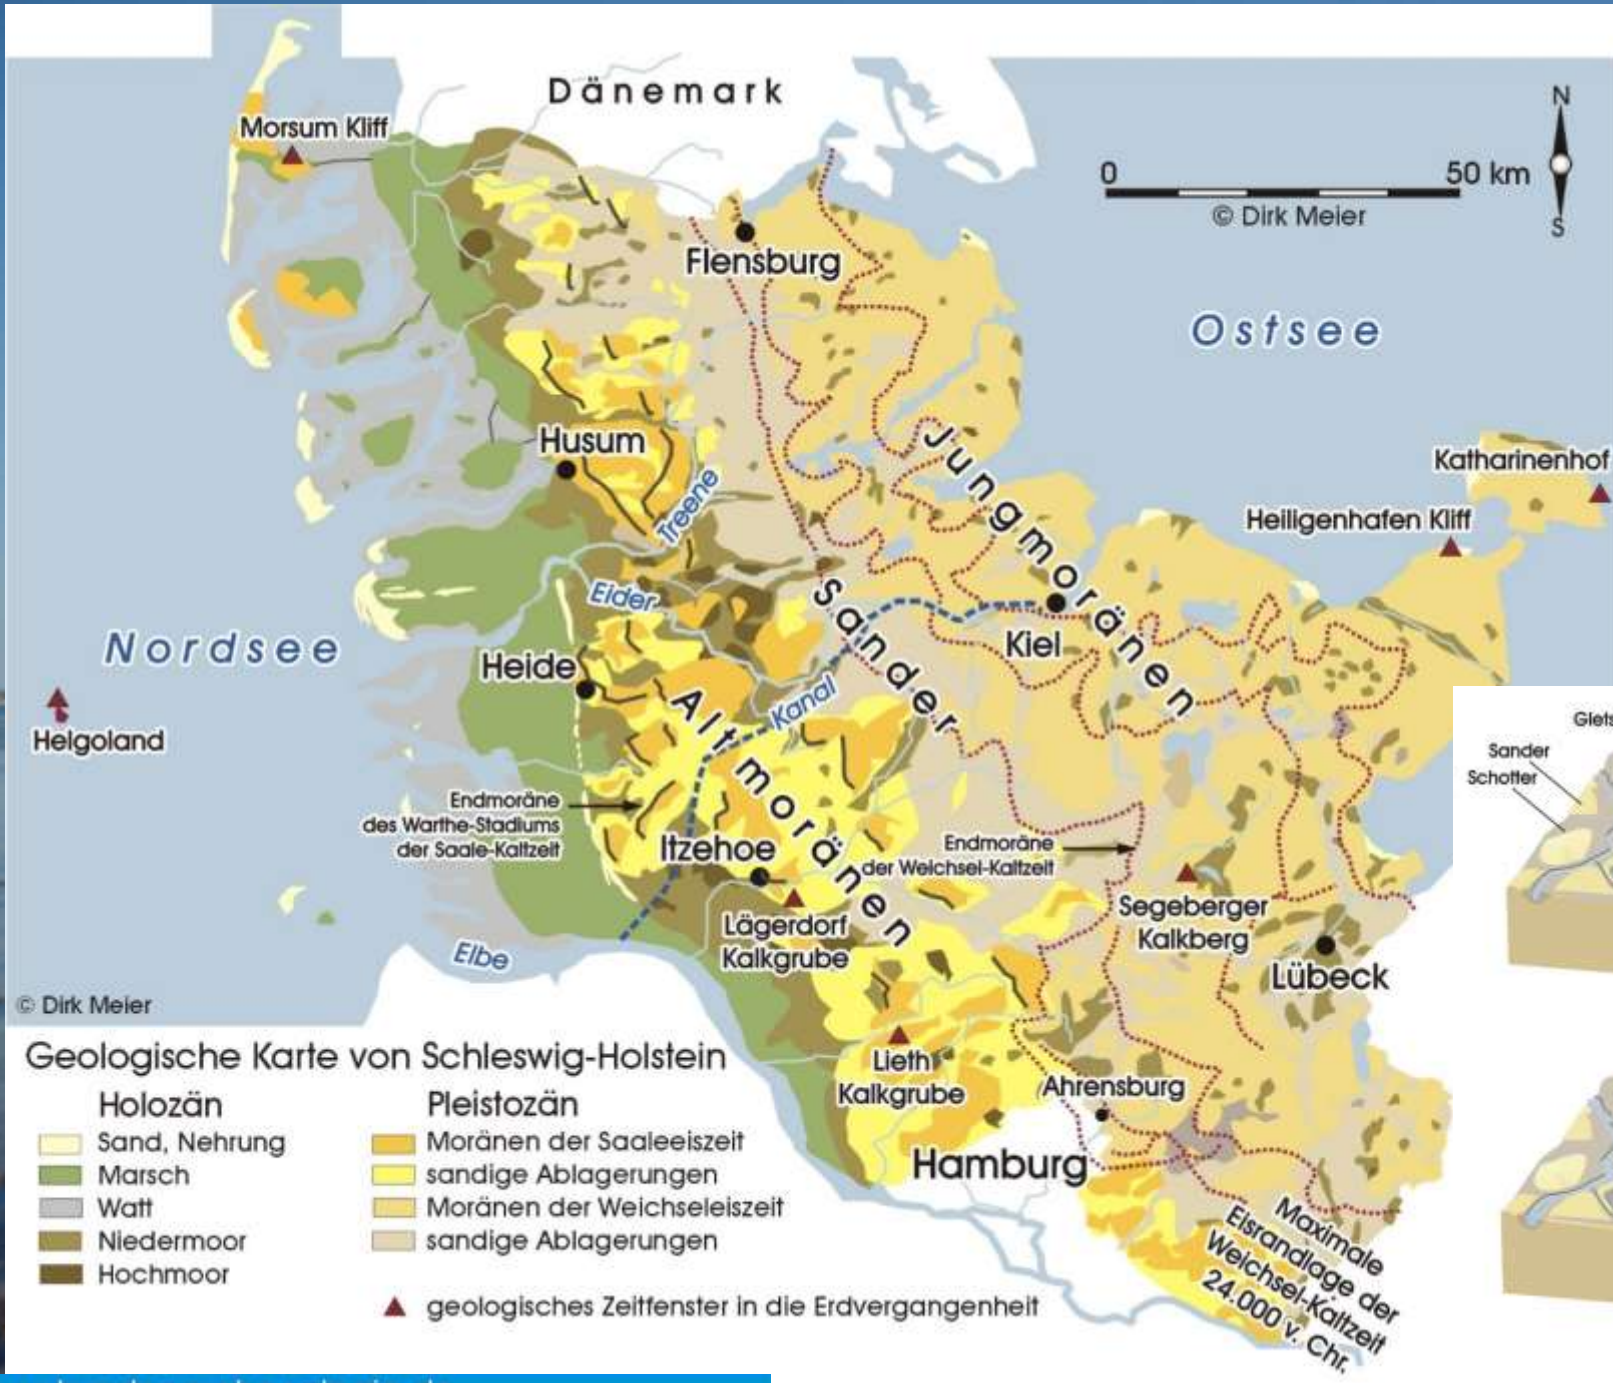 Dänemark
Morsum Kliff
N
0 50 km
© Dirk Meier
S
Flensburg
Ostsee
Husum
Jungmoränen
Katharinenhof
Treene
Heiligenhafen Kliff
Eider
Sander
Nordsee
Kiel
Heide
Altmoränen
Kanal
Helgoland
Glets
Sander
Schotter
Endmoräne
des Warthe-Stadiums
der Saale-Kaltzeit
Itzehoe
Endmoräne
der Weichsel-Kaltzeit
Segeberger
Kalkberg
Lägerdorf
Kalkgrube
Elbe
Lübeck
© Dirk Meier
Lieth
Kalkgrube
Ahrensburg
Hamburg
Maximale
Eisrandlage der
Weichsel-Kaltzeit
24.000 v. Chr.
Geologische Karte von Schleswig-Holstein
Holozän
Sand, Nehrung
Marsch
Watt
Niedermoor
Hochmoor
Pleistozän
Moränen der Saaleeiszeit
sandige Ablagerungen
Moränen der Weichseleiszeit
sandige Ablagerungen
geologisches Zeitfenster in die Erdvergangenheit